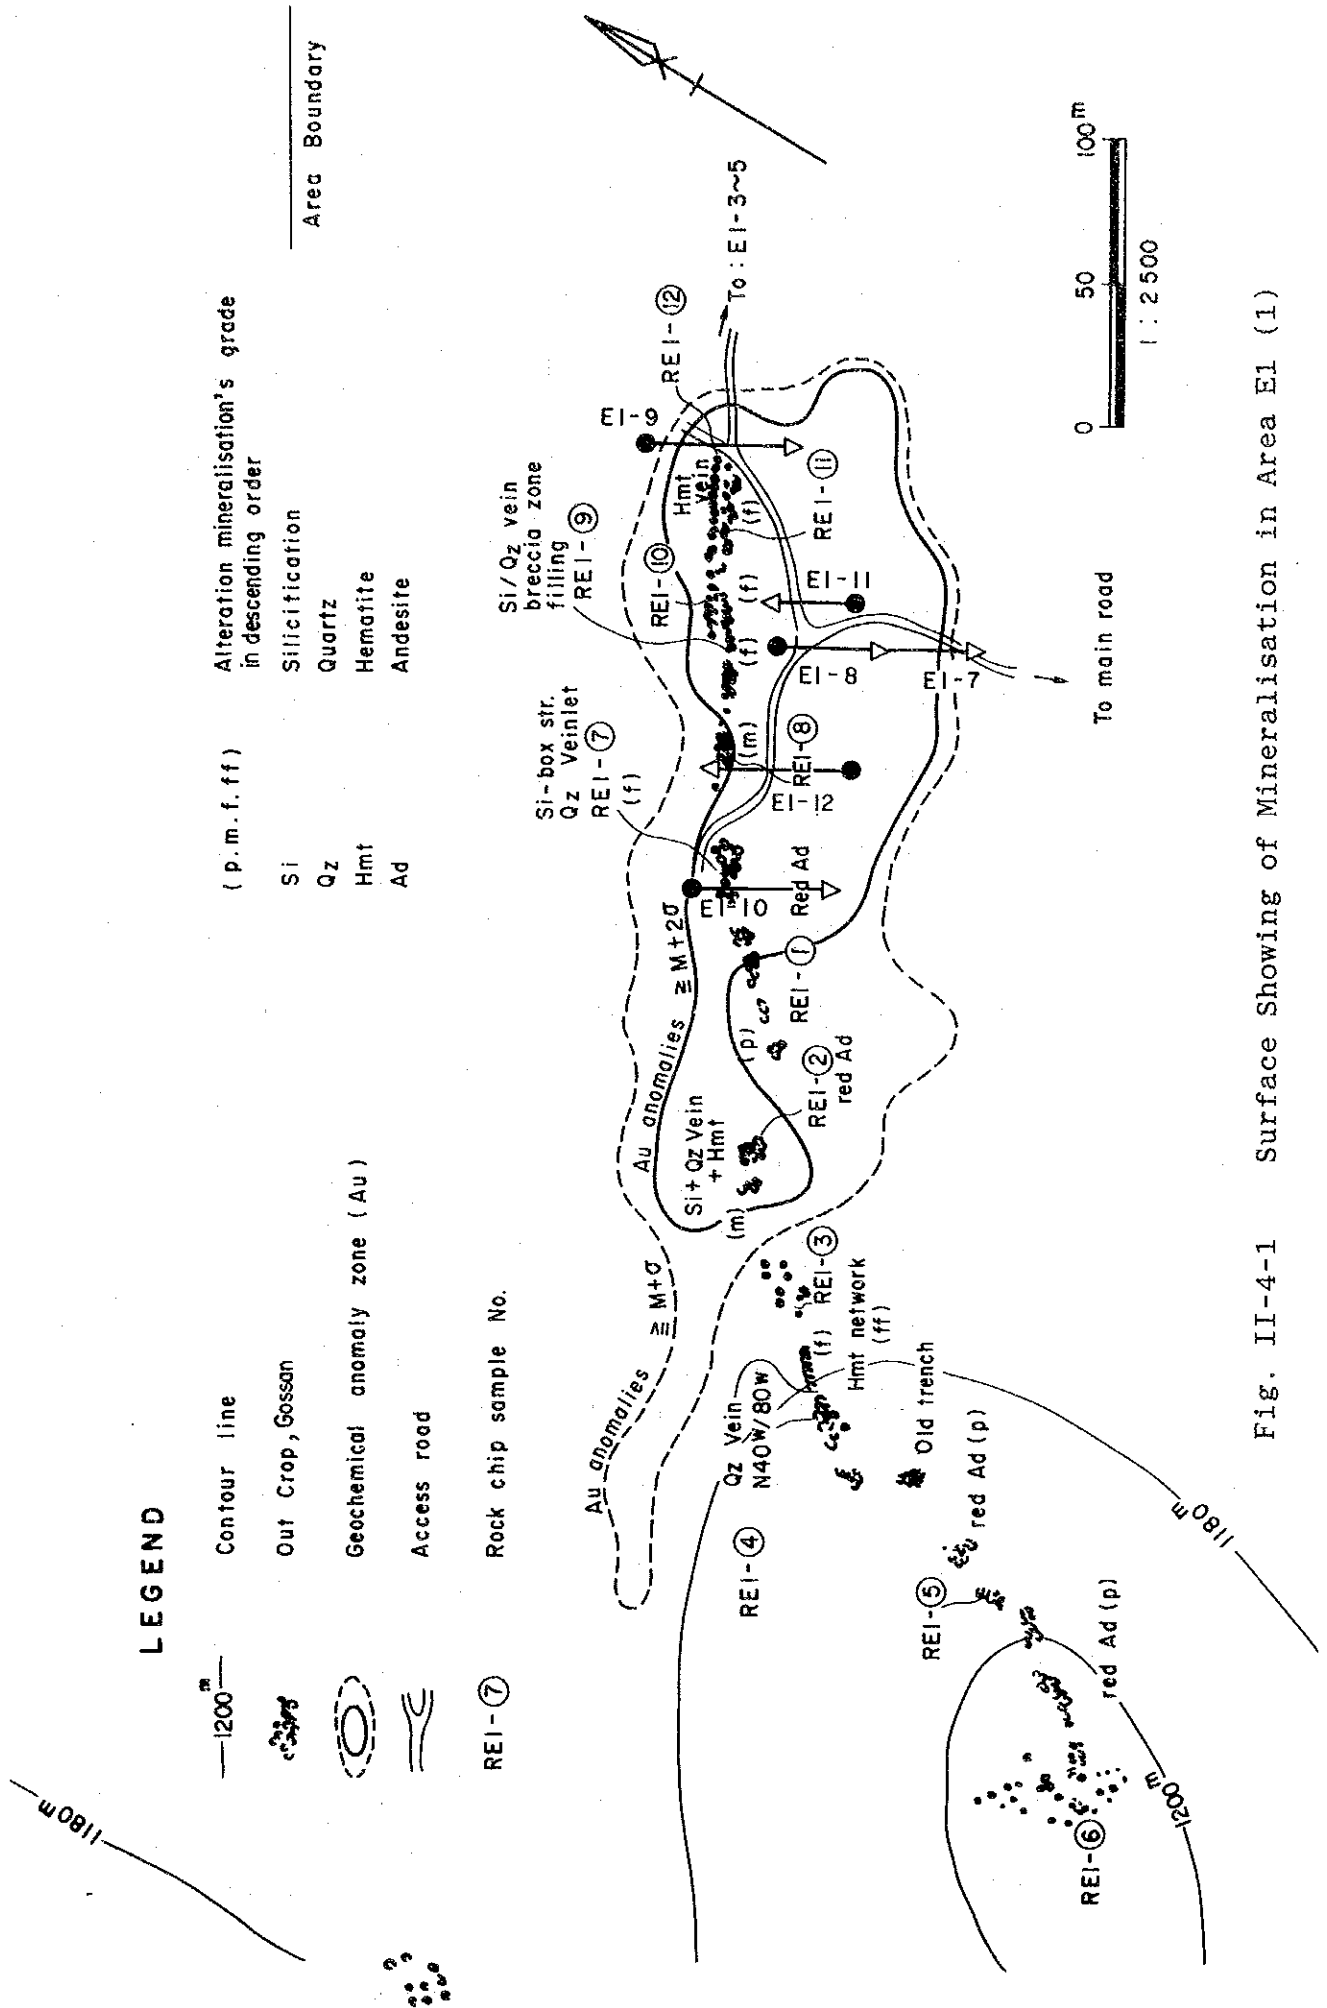 LEGEND
1200m
Contour line
Out Crop, Gossan
Geochemical anomaly zone (Au)
Access road
REI-⑦
Rock chip sample No.
(p.m.f.ff)
Alteration mineralisation's grade
in descending order
Si
Silicitication
Qz
Quartz
Hmt
Hematite
Ad
Andesite
Area Boundary
1180m
Au anomalies ≧ M+σ
Au anomalies ≧ M+2σ
Si-box str.
Qz Veinlet
REI-⑦
(f)
Si/Qz vein
breccia zone
filling
REI-⑨
EI-9
REI-⑫
REI-⑩
Hmt
vein
To: EI-3~5
(f)
(f)
(f)
(m)
REI-⑪
EI-11
EI-8
EI-7
REI-⑧
EI-12
EI-10
Red Ad
REI-①
(p)
REI-②
red Ad
Si+Qz Vein
+Hmt
(m)
REI-③
(f)
Hmt network
(ff)
Qz Vein
N40W/80W
REI-④
Old trench
red Ad(p)
REI-⑤
red Ad(p)
REI-⑥
1200m
1180m
To main road
0 50 100m
1:2500
Fig. II-4-1 Surface Showing of Mineralisation in Area E1 (1)